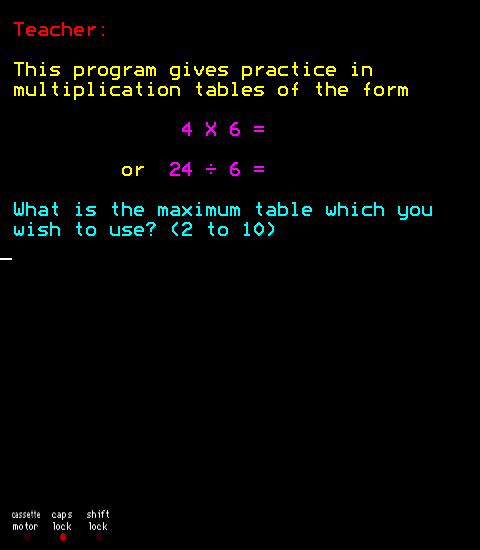 Teacher:
This program gives practice in
multiplication tables of the form
4 X 6 =
or 24 ÷ 6 =
What is the maximum table which you
wish to use? (2 to 10)
cassette motor
caps lock
shift lock